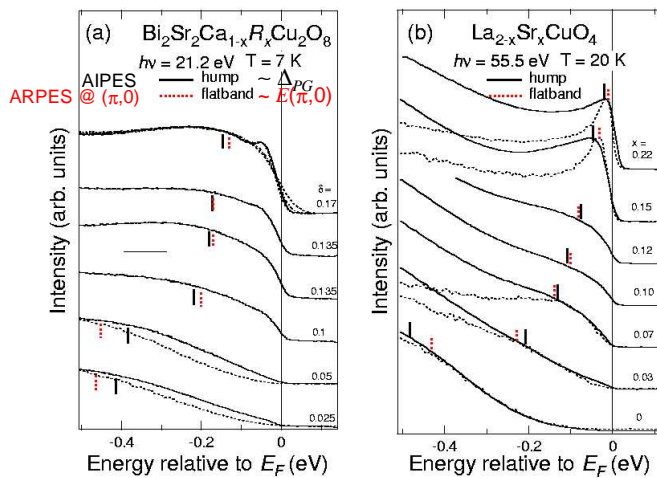 (a) Bi2Sr2Ca1-xRxCu2O8
hν = 21.2 eV T = 7 K
AIPES hump ~ ΔPG
ARPES @ (π,0) flatband ~ E(π,0)
δ =
0.17
0.135
0.135
0.1
0.05
0.025
Intensity (arb. units)
-0.4 -0.2 0
Energy relative to EF (eV)
(b) La2-xSrxCuO4
hν = 55.5 eV T = 20 K
hump
flatband
x =
0.22
0.15
0.12
0.10
0.07
0.03
0
Intensity (arb. units)
-0.4 -0.2 0
Energy relative to EF (eV)